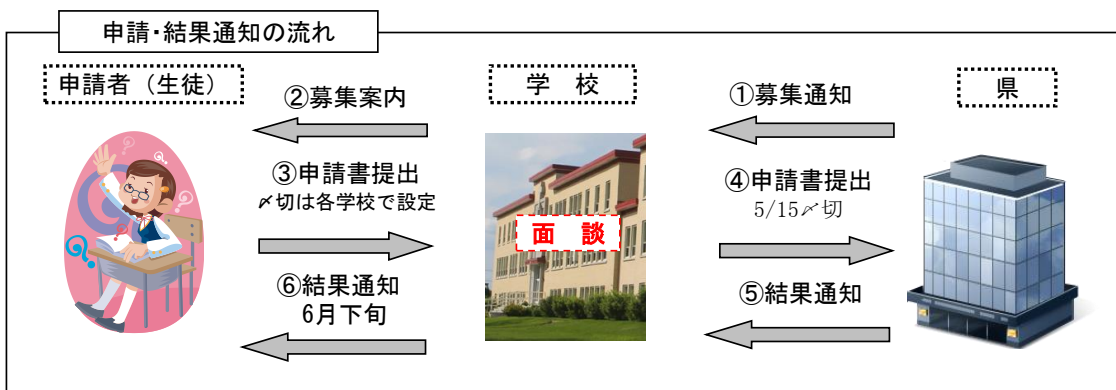 申請・結果通知の流れ
申請者（生徒）
学　校
県
②募集案内
①募集通知
③申請書提出
〆切は各学校で設定
④申請書提出
5/15〆切
面　談
⑥結果通知
6月下旬
⑤結果通知